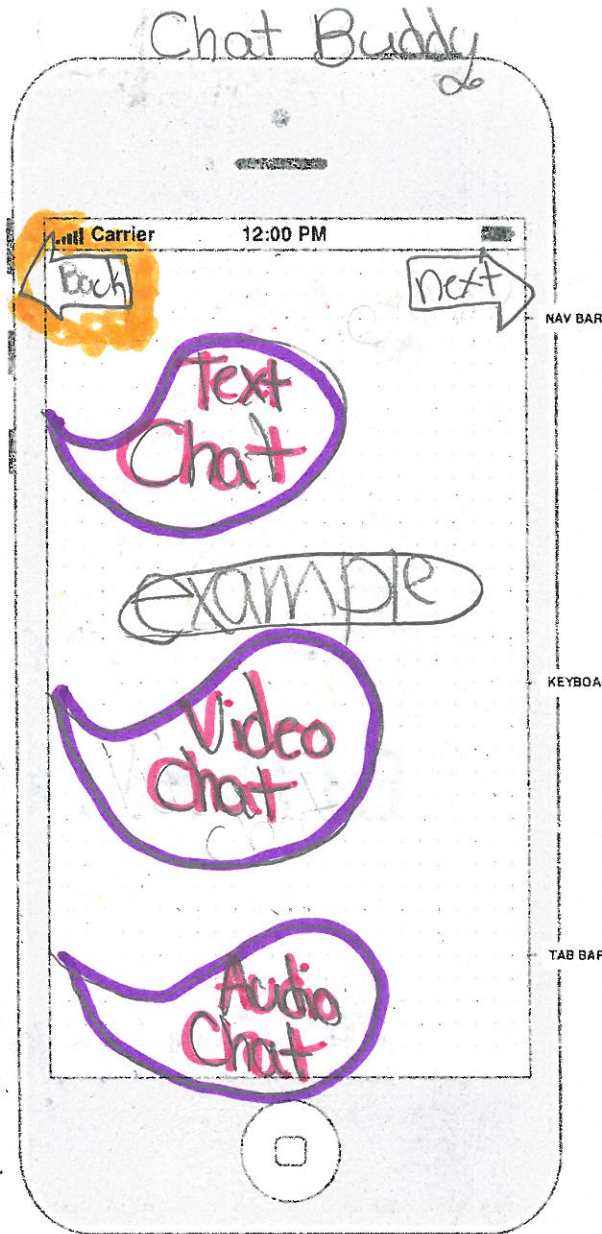 Chat Buddy
Carrier 12:00 PM
Back next
NAV BAR
Text
Chat
example
KEYBOA
Video
Chat
TAB BAR
Audio
Chat